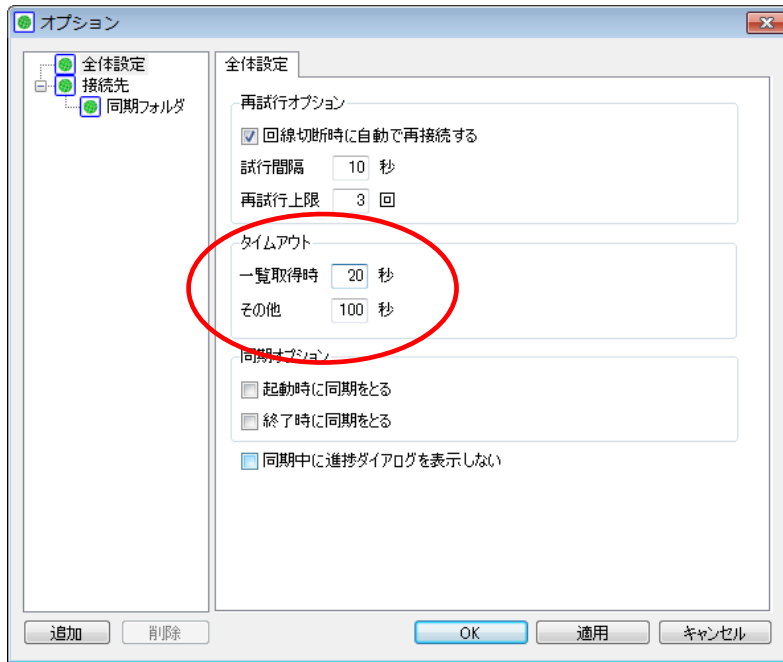 オプション
全体設定
接続先
同期フォルダ
全体設定
再試行オプション
回線切断時に自動で再接続する
試行間隔 10 秒
再試行上限 3 回
タイムアウト
一覧取得時 20 秒
その他 100 秒
同期オプション
起動時に同期をとる
終了時に同期をとる
同期中に進捗ダイアログを表示しない
追加 削除 OK 適用 キャンセル